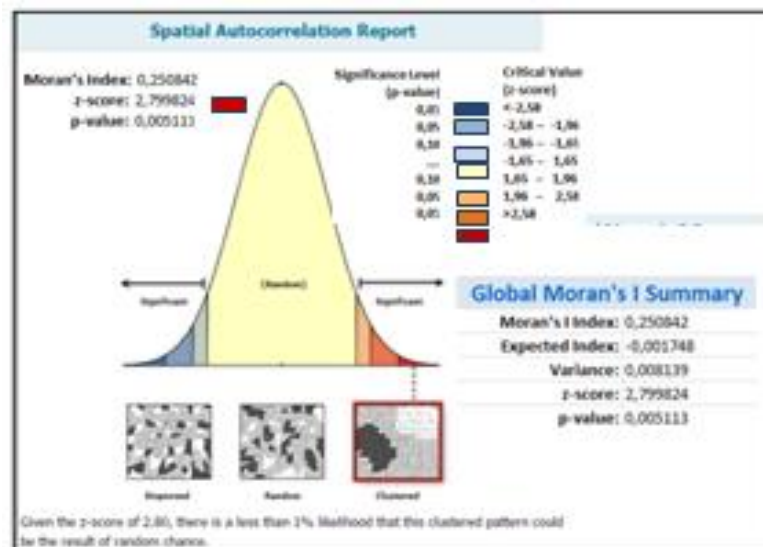 Spatial Autocorrelation Report
Moran's Index: 0,250842
z-score: 2,799824
p-value: 0,005113
Significance Level
(p-value)
Critical Value
(z-score)
0,01 <-2,58
0,05 -2,58 – -1,96
0,10 -1,96 – -1,65
--- -1,65 – 1,65
0,10 1,65 – 1,96
0,05 1,96 – 2,58
0,01 >2,58
Significant
(Random)
Significant
Global Moran's I Summary
Moran's I Index: 0,250842
Expected Index: -0,001748
Variance: 0,008139
z-score: 2,799824
p-value: 0,005113
Dispersed
Random
Clustered
Given the z-score of 2.80, there is a less than 1% likelihood that this clustered pattern could
be the result of random chance.